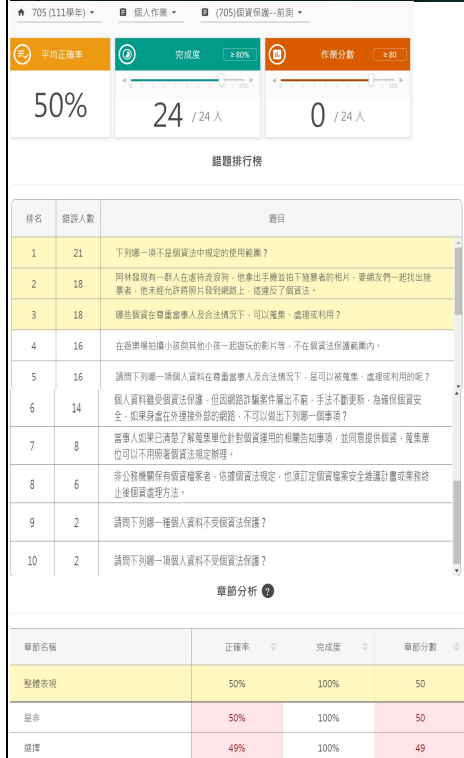 705 (111學年) 個人作業 (705)個資保護--前測
平均正確率
50%
完成度 ≥80%
0 100
24 / 24 人
作業分數 ≥80
0 100
0 / 24 人
錯題排行榜
排名 錯誤人數 題目
1 21 下列哪一項不是個資法中規定的使用範圍？
2 18 阿林發現有一群人在虐待流浪狗，他拿出手機並拍下施暴者的相片，要網友們一起找出施
暴者，他未經允許將照片發到網路上，這違反了個資法。
3 18 哪些個資在尊重當事人及合法情況下，可以蒐集、處理或利用？
4 16 在遊樂場拍攝小孩與其他小孩一起遊玩的影片等，不在個資法保護範圍內。
5 16 請問下列哪一項個人資料在尊重當事人及合法情況下，是可以被蒐集、處理或利用的呢？
6 14 個人資料雖受個資法保護，但因網路詐騙案件層出不窮，手法不斷更新，為確保個資安
全，如果身處在外連接外部的網路，不可以做出下列哪一個事項？
7 8 當事人如果已清楚了解蒐集單位針對個資運用的相關告知事項，並同意提供個資，蒐集單
位可以不用照著個資法規定辦理。
8 6 非公務機關保有個資檔案者，依據個資法規定，也須訂定個資檔案安全維護計畫或業務終
止後個資處理方法。
9 2 請問下列哪一種個人資料不受個資法保護？
10 2 請問下列哪一項個人資料不受個資法保護？
章節分析 ?
章節名稱 正確率 完成度 章節分數
整體表現 50% 100% 50
是非 50% 100% 50
選擇 49% 100% 49